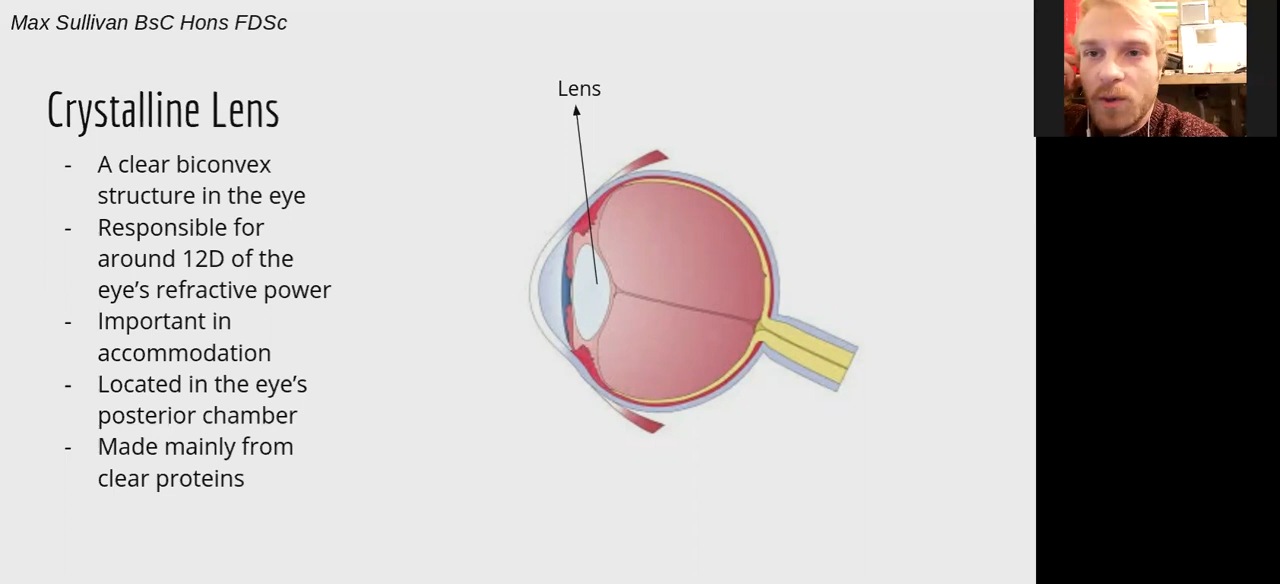 Max Sullivan BsC Hons FDSc
Crystalline Lens
- A clear biconvex
structure in the eye
- Responsible for
around 12D of the
eye’s refractive power
- Important in
accommodation
- Located in the eye’s
posterior chamber
- Made mainly from
clear proteins
Lens